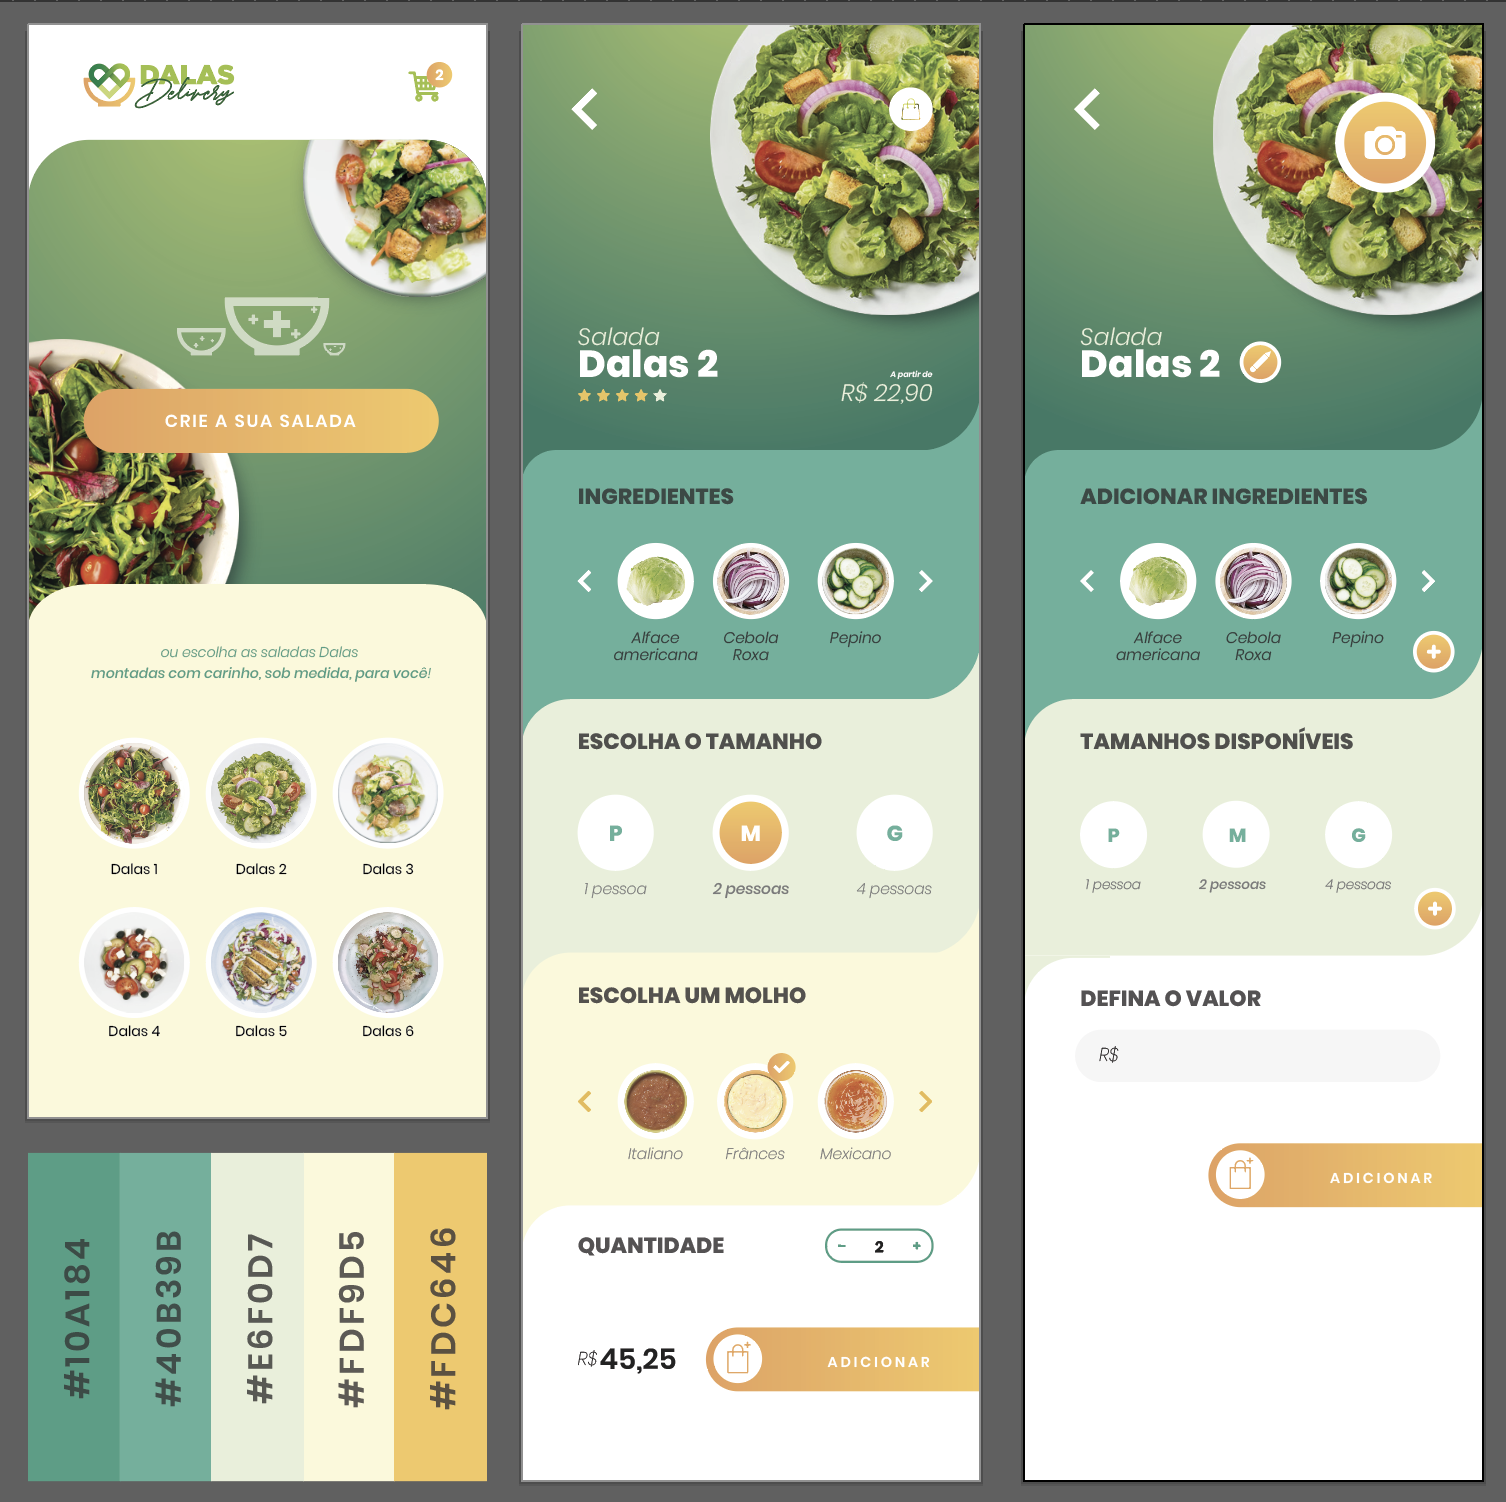 DALAS
Delivery
2
CRIE A SUA SALADA
ou escolha as saladas Dalas
montadas com carinho, sob medida, para você!
Dalas 1
Dalas 2
Dalas 3
Dalas 4
Dalas 5
Dalas 6
#10A184
#40B39B
#E6F0D7
#FDF9D5
#FDC646
Salada
Dalas 2
A partir de
R$ 22,90
INGREDIENTES
Alface
americana
Cebola
Roxa
Pepino
ESCOLHA O TAMANHO
P
M
G
1 pessoa
2 pessoas
4 pessoas
ESCOLHA UM MOLHO
Italiano
Frânces
Mexicano
QUANTIDADE
- 2 +
R$ 45,25
ADICIONAR
Salada
Dalas 2
ADICIONAR INGREDIENTES
Alface
americana
Cebola
Roxa
Pepino
TAMANHOS DISPONÍVEIS
P
M
G
1 pessoa
2 pessoas
4 pessoas
DEFINA O VALOR
R$
ADICIONAR